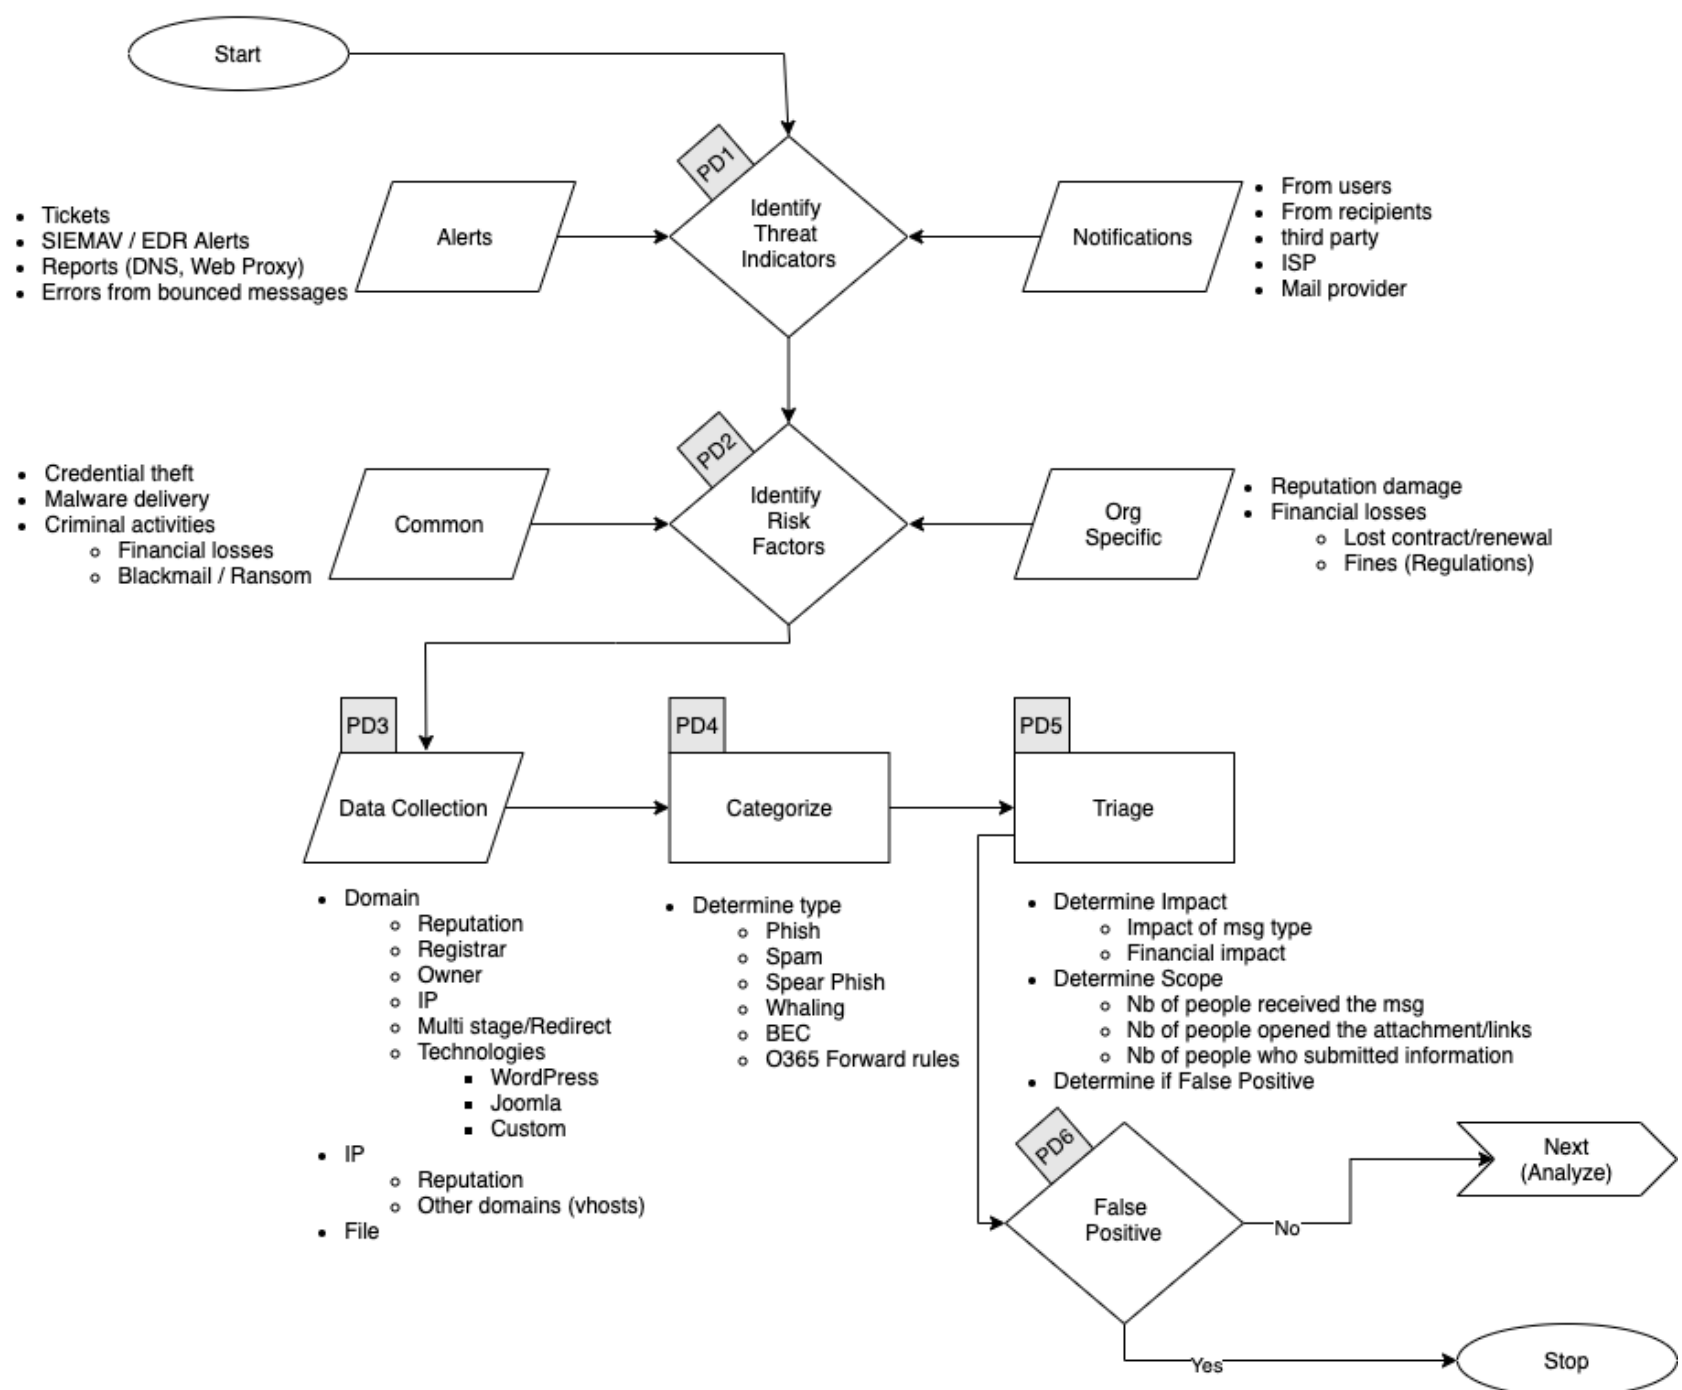 Start
PD1
Identify
Threat
Indicators
Alerts
Tickets
SIEMAV / EDR Alerts
Reports (DNS, Web Proxy)
Errors from bounced messages
Notifications
From users
From recipients
third party
ISP
Mail provider
PD2
Identify
Risk
Factors
Common
Credential theft
Malware delivery
Criminal activities
Financial losses
Blackmail / Ransom
Org
Specific
Reputation damage
Financial losses
Lost contract/renewal
Fines (Regulations)
PD3
Data Collection
Domain
Reputation
Registrar
Owner
IP
Multi stage/Redirect
Technologies
WordPress
Joomla
Custom
IP
Reputation
Other domains (vhosts)
File
PD4
Categorize
Determine type
Phish
Spam
Spear Phish
Whaling
BEC
O365 Forward rules
PD5
Triage
Determine Impact
Impact of msg type
Financial impact
Determine Scope
Nb of people received the msg
Nb of people opened the attachment/links
Nb of people who submitted information
Determine if False Positive
PD6
False
Positive
No
Next
(Analyze)
Yes
Stop